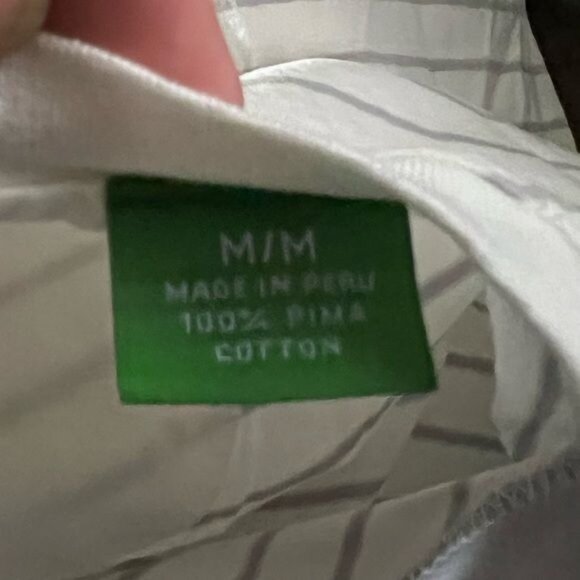 M/M
MADE IN PERU
100% PIMA
COTTON